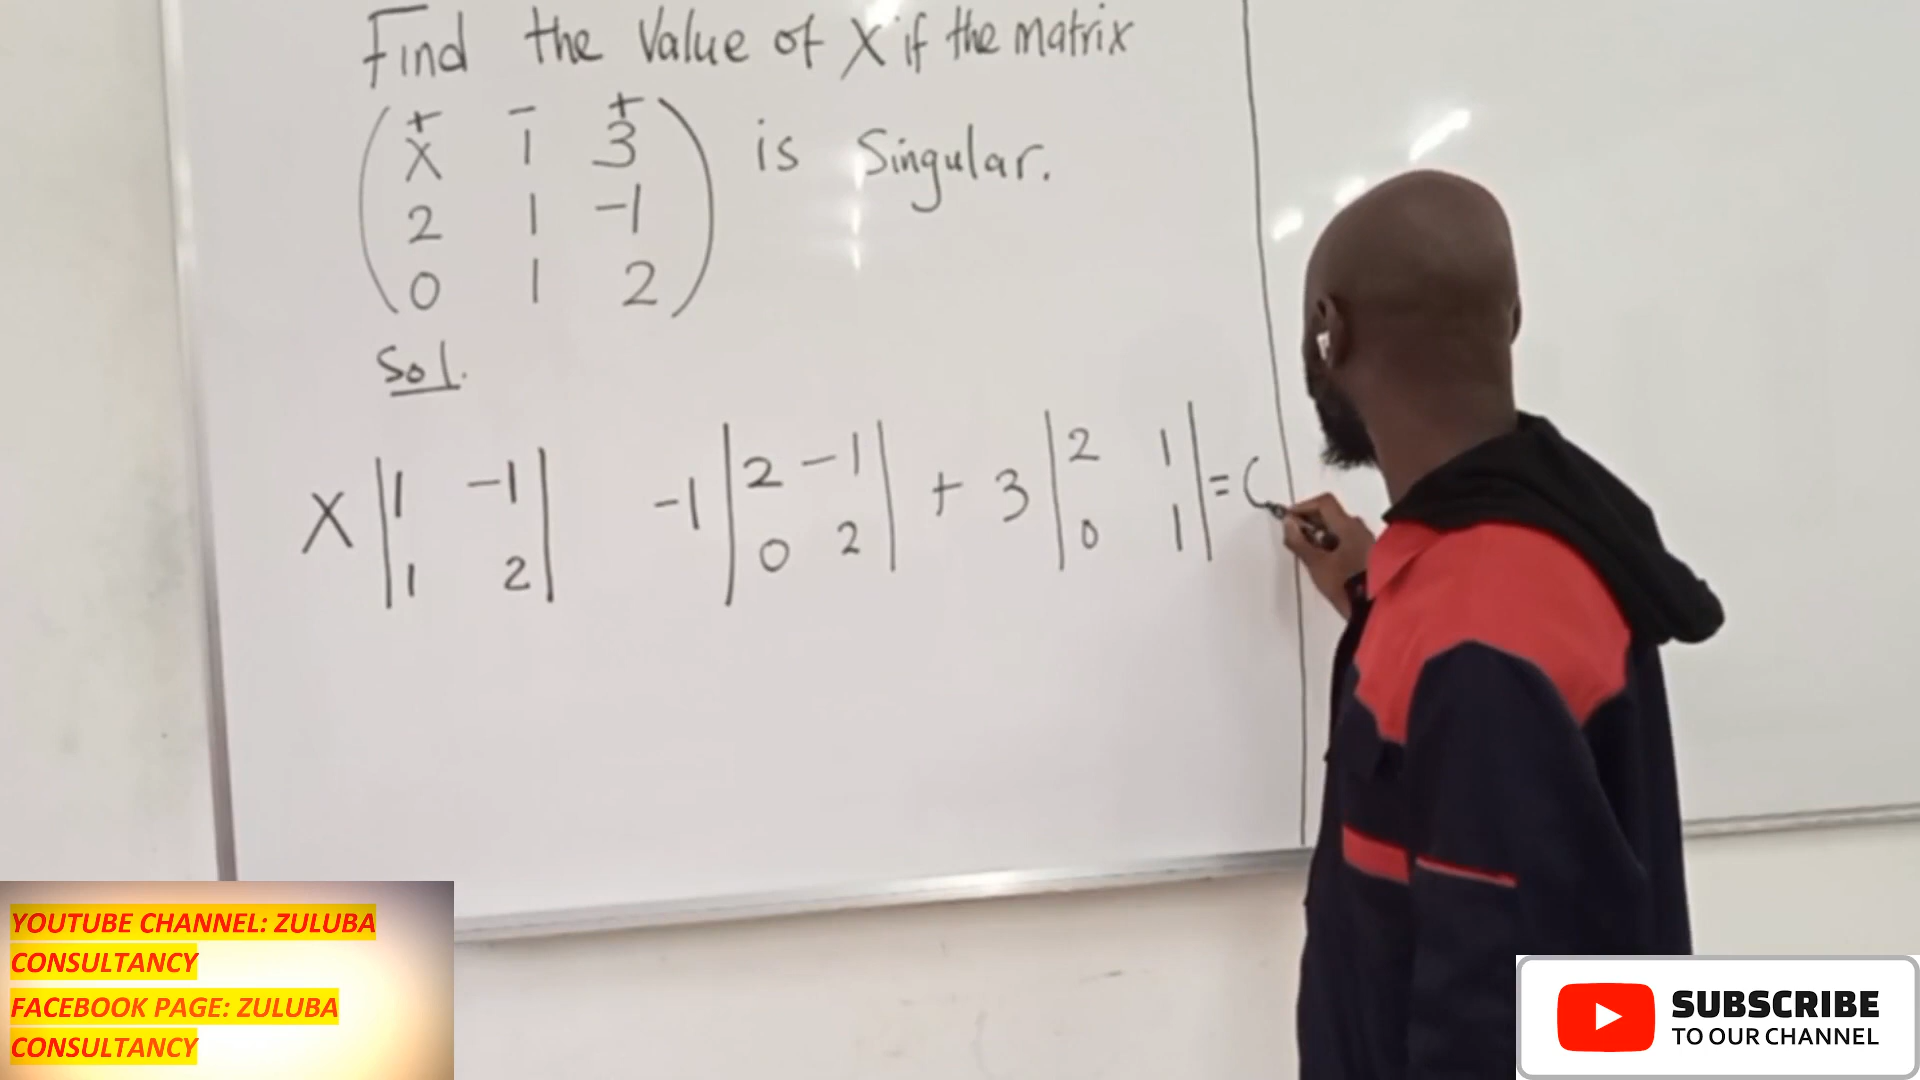 Find the Value of X if the matrix
+ - +
X 1 3
2 1 -1
0 1 2
is Singular.
Sol.
X | 1 -1 | -1 | 2 -1 | + 3 | 2 1 | = 0
1 2 0 2 0 1
YOUTUBE CHANNEL: ZULUBA
CONSULTANCY
FACEBOOK PAGE: ZULUBA
CONSULTANCY
SUBSCRIBE
TO OUR CHANNEL